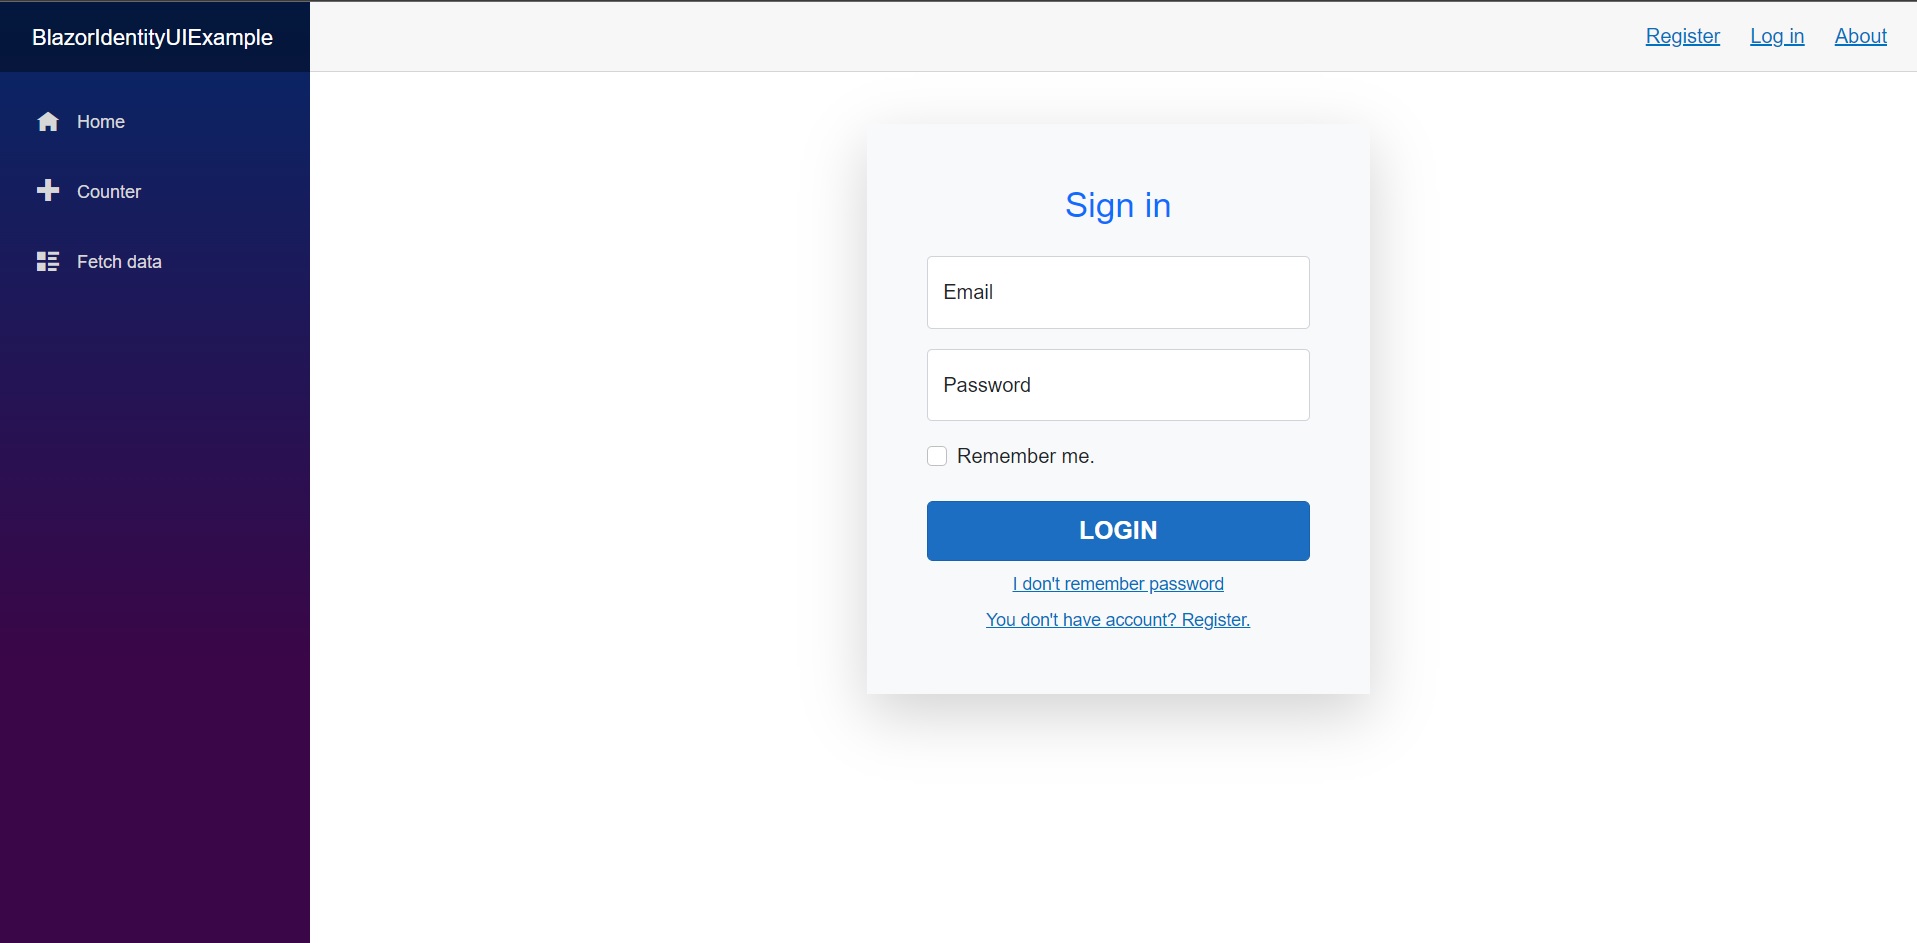 BlazorIdentityUIExample
Register Log in About
Home
Counter
Fetch data
Sign in
Email
Password
Remember me.
LOGIN
I don't remember password
You don't have account? Register.